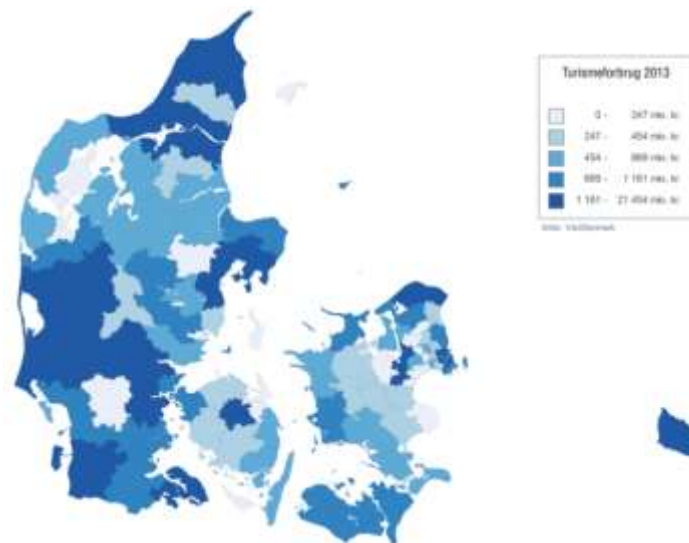 Turismeforbrug 2013
0 - 247 mio. kr.
247 - 454 mio. kr.
454 - 869 mio. kr.
869 - 1 161 mio. kr.
1 161 - 21 454 mio. kr.